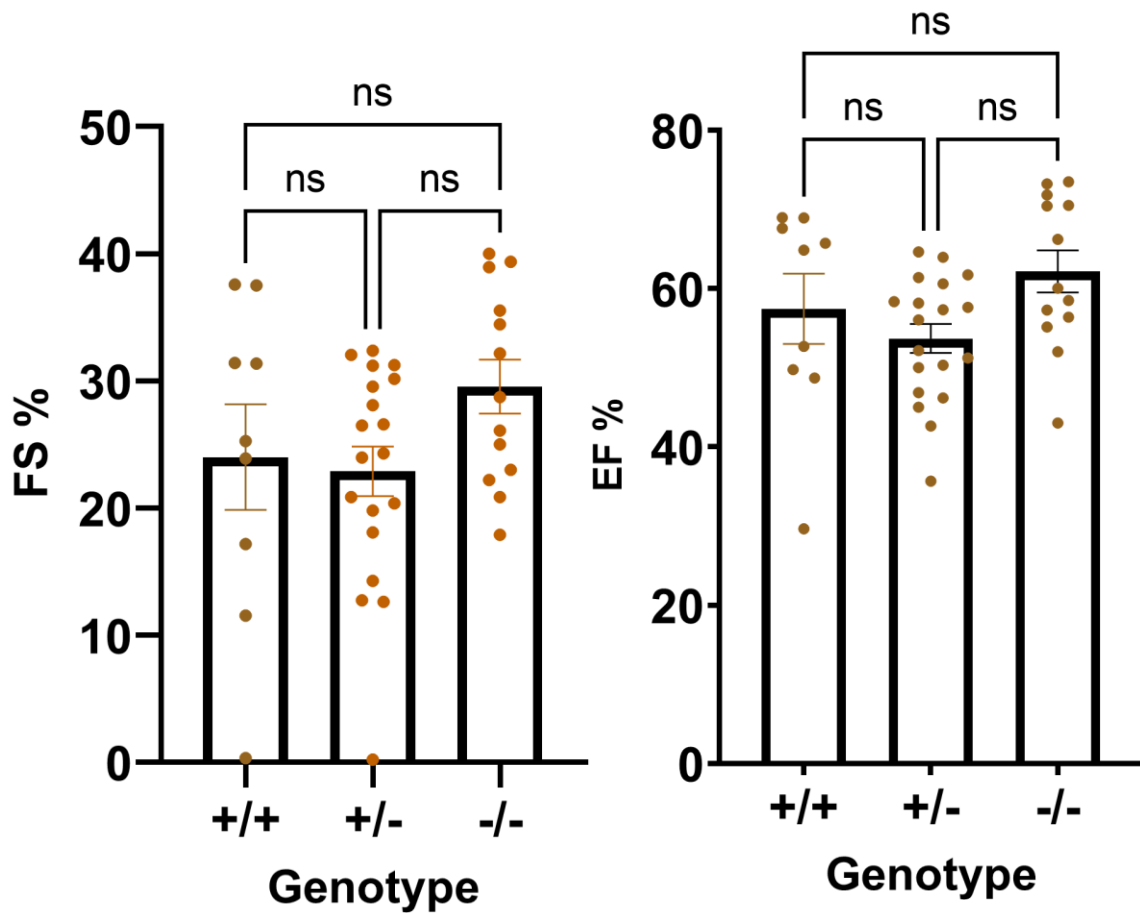 ns
ns ns
50
40
30
20
10
0
FS %
+/+ +/- -/-
Genotype
ns
ns ns
80
60
40
20
0
EF %
+/+ +/- -/-
Genotype